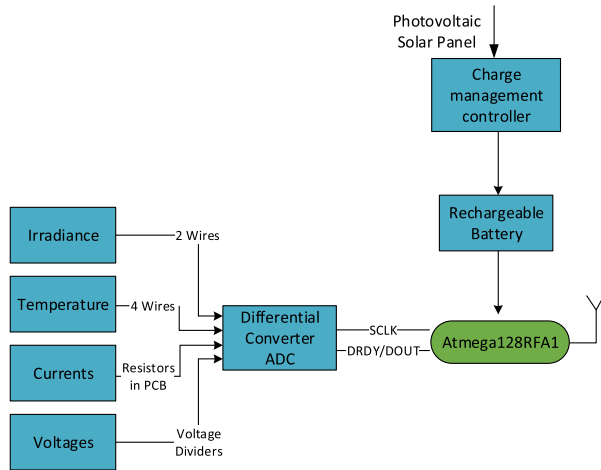 Photovoltaic
Solar Panel
Charge
management
controller
Rechargeable
Battery
Irradiance
2 Wires
Temperature
4 Wires
Differential
Converter
ADC
SCLK
DRDY/DOUT
Atmega128RFA1
Currents
Resistors
in PCB
Voltages
Voltage
Dividers